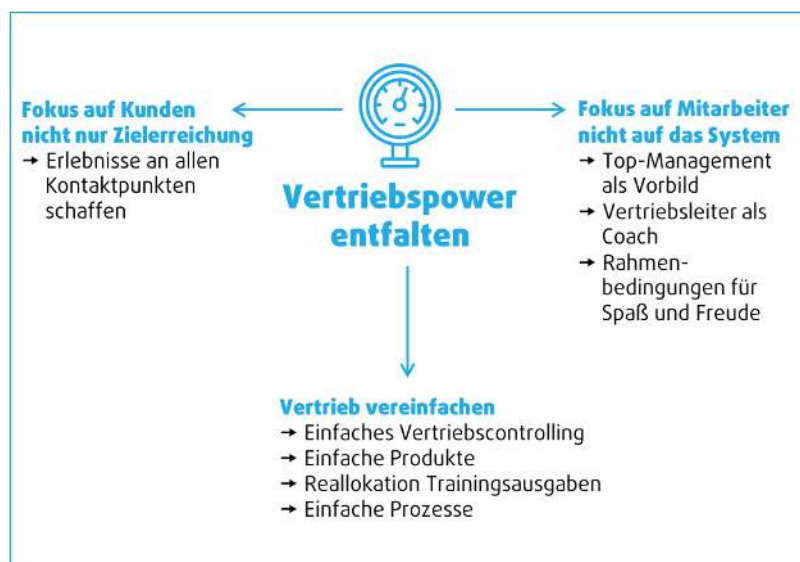 Vertriebspower
entfalten
Fokus auf Kunden
nicht nur Zielerreichung
→ Erlebnisse an allen
Kontaktpunkten
schaffen
Fokus auf Mitarbeiter
nicht auf das System
→ Top-Management
als Vorbild
→ Vertriebsleiter als
Coach
→ Rahmen-
bedingungen für
Spaß und Freude
Vertrieb vereinfachen
→ Einfaches Vertriebscontrolling
→ Einfache Produkte
→ Reallokation Trainingsausgaben
→ Einfache Prozesse